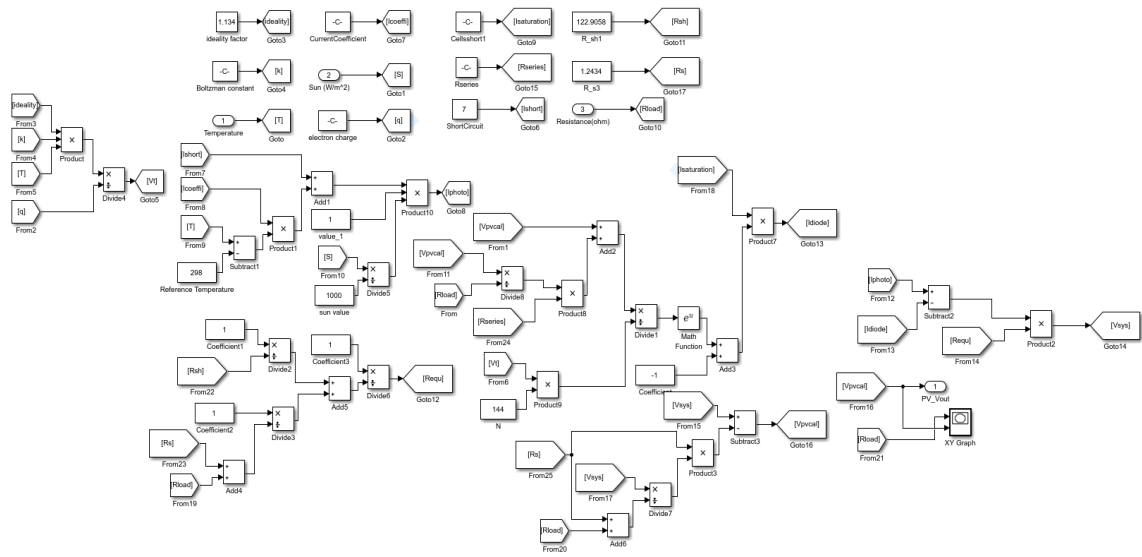 1.134
ideality factor
[ideality]
Goto3
-C-
CurrentCoefficient
[Icoeffi]
Goto7
-C-
Cellsshort1
[Isaturation]
Goto9
122.9058
R_sh1
[Rsh]
Goto11
-C-
Boltzman constant
[k]
Goto4
2
Sun (W/m^2)
[S]
Goto1
-C-
Rseries
[Rseries]
Goto15
1.2434
R_s3
[Rs]
Goto17
1
Temperature
[T]
Goto
-C-
electron charge
[q]
Goto2
7
ShortCircuit
[Ishort]
Goto6
3
Resistance(ohm)
[Rload]
Goto10
[ideality]
From3
[k]
From4
[T]
From5
[q]
From2
×
Product
×
÷
Divide4
[Vt]
Goto5
[Ishort]
From7
[Icoeffi]
From8
[T]
From9
298
Reference Temperature
+
−
Subtract1
×
Product1
+
+
Add1
1
value_1
[S]
From10
1000
sun value
×
÷
Divide5
×
Product10
[Iphoto]
Goto8
[Vpvcal]
From1
[Vpvcal]
From11
[Rload]
From
×
÷
Divide8
[Rseries]
From24
×
Product8
+
+
Add2
[Vt]
From6
144
N
×
Product9
×
÷
Divide1
e^u
Math
Function
-1
Coefficient
+
+
Add3
[Isaturation]
From18
×
Product7
[Idiode]
Goto13
[Iphoto]
From12
[Idiode]
From13
+
−
Subtract2
[Requ]
From14
×
Product2
[Vsys]
Goto14
1
Coefficient1
[Rsh]
From22
×
÷
Divide2
1
Coefficient3
1
Coefficient2
[Rs]
From23
[Rload]
From19
+
+
Add4
×
÷
Divide3
+
+
Add5
×
÷
Divide6
[Requ]
Goto12
[Rs]
From25
[Vsys]
From17
[Rload]
From20
+
+
Add6
×
÷
Divide7
×
Product3
[Vsys]
From15
+
−
Subtract3
[Vpvcal]
Goto16
[Vpvcal]
From16
1
PV_Vout
[Rload]
From21
XY Graph